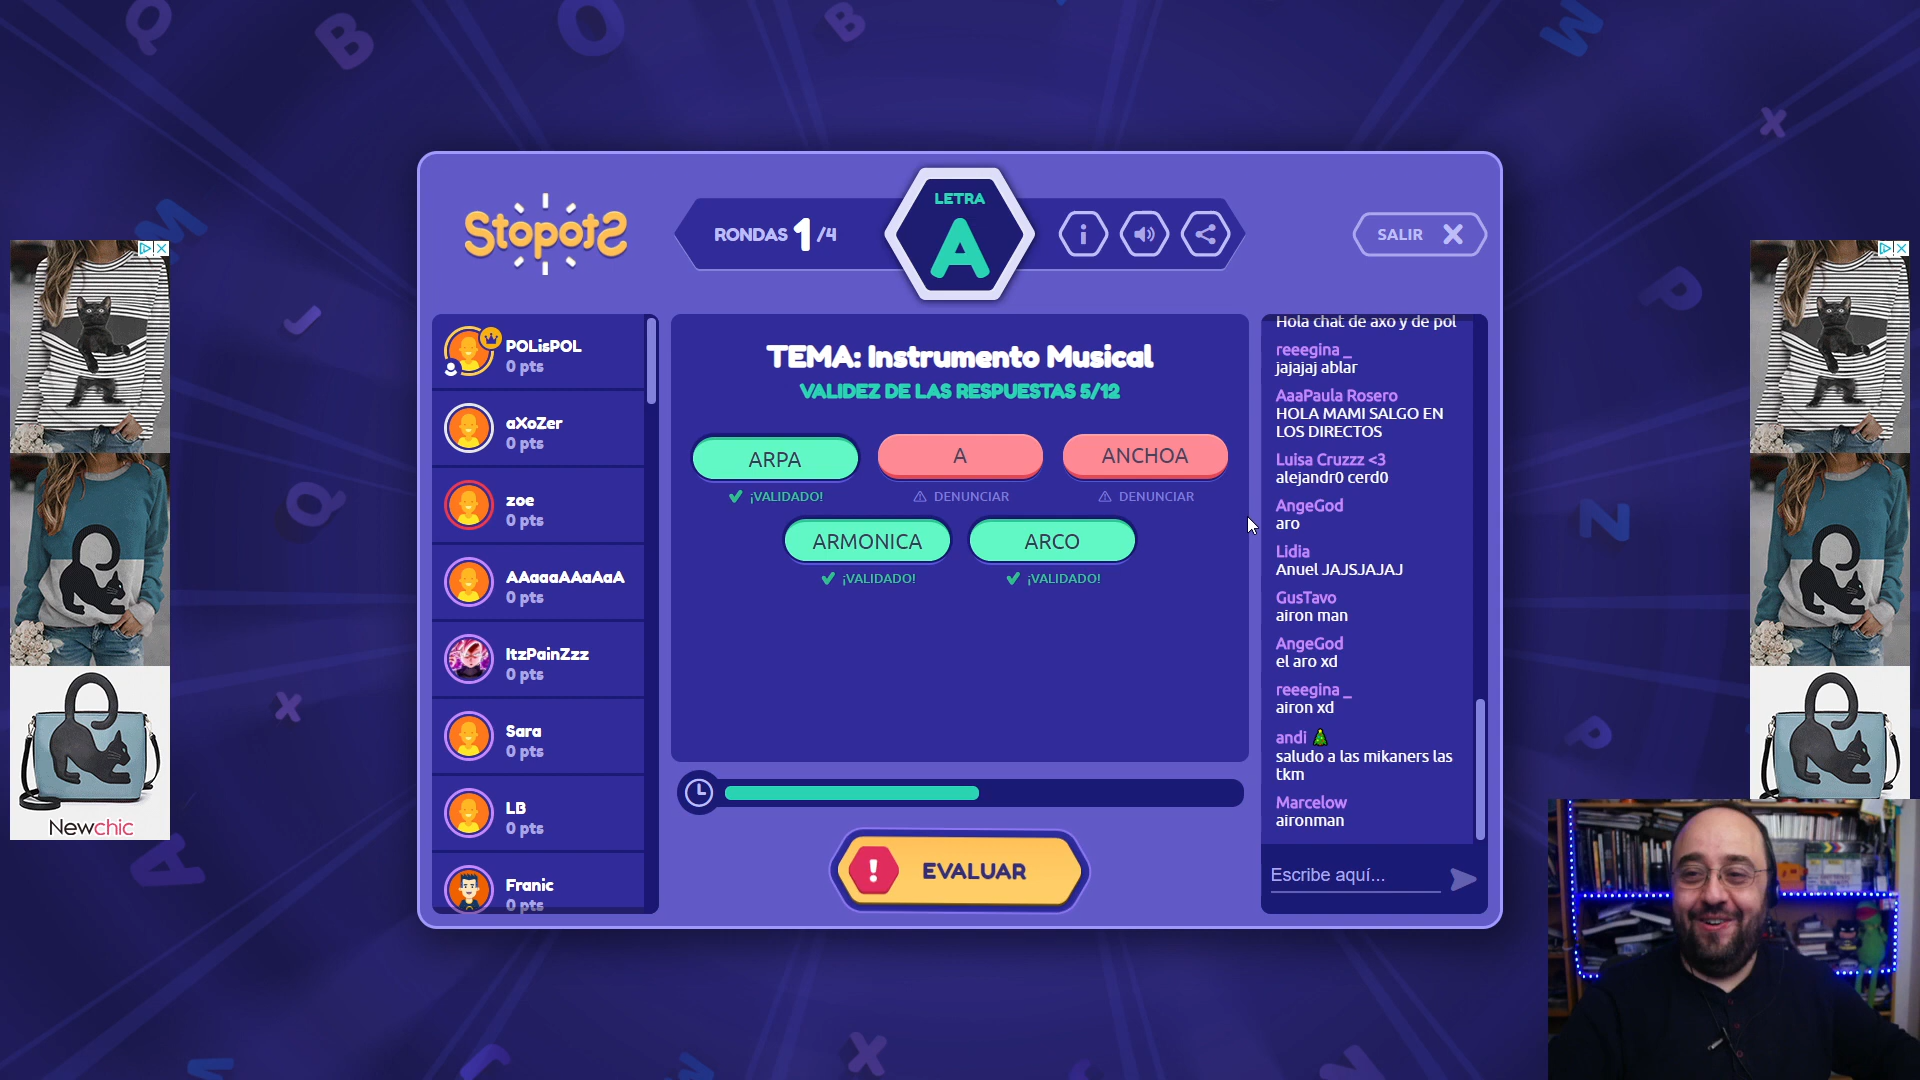 StopotS
RONDAS 1/4
LETRA
A
SALIR
POLisPOL
0 pts
aXoZer
0 pts
zoe
0 pts
AAaaaAAaAaA
0 pts
ItzPainZzz
0 pts
Sara
0 pts
LB
0 pts
Franic
0 pts
TEMA: Instrumento Musical
VALIDEZ DE LAS RESPUESTAS 5/12
ARPA
A
ANCHOA
¡VALIDADO!
DENUNCIAR
DENUNCIAR
ARMONICA
ARCO
¡VALIDADO!
¡VALIDADO!
EVALUAR
Hola chat de axo y de pol
reeegina _
jajajaj ablar
AaaPaula Rosero
HOLA MAMI SALGO EN
LOS DIRECTOS
Luisa Cruzzz <3
alejandr0 cerd0
AngeGod
aro
Lidia
Anuel JAJSJAJAJ
GusTavo
airon man
AngeGod
el aro xd
reeegina _
airon xd
andi
saludo a las mikaners las
tkm
Marcelow
aironman
Escribe aquí...
Newchic